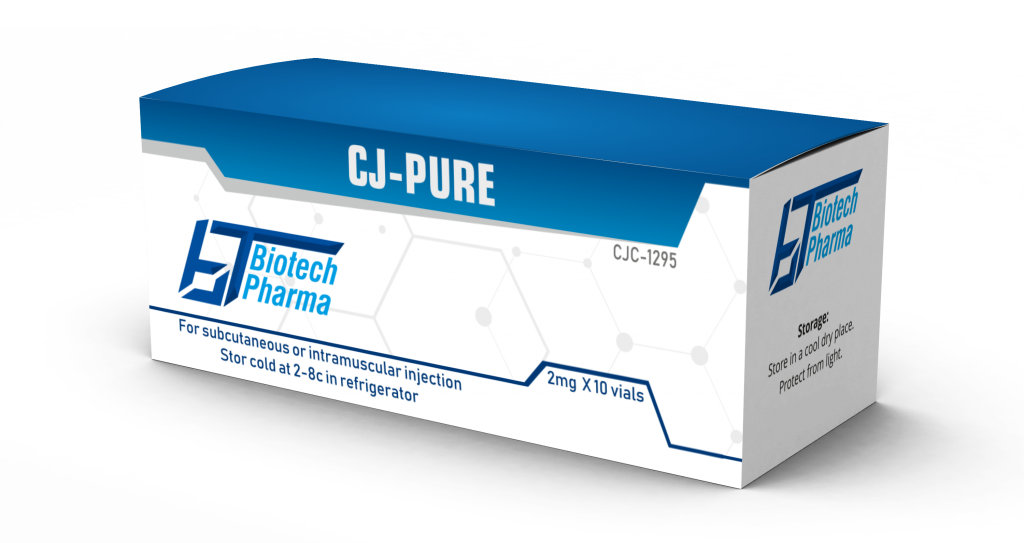 CJ-PURE
CJC-1295
Biotech
Pharma
For subcutaneous or intramuscular injection
Stor cold at 2-8c in refrigerator
2mg X 10 vials
Biotech
Pharma
Storage:
Store in a cool dry place.
Protect from light.